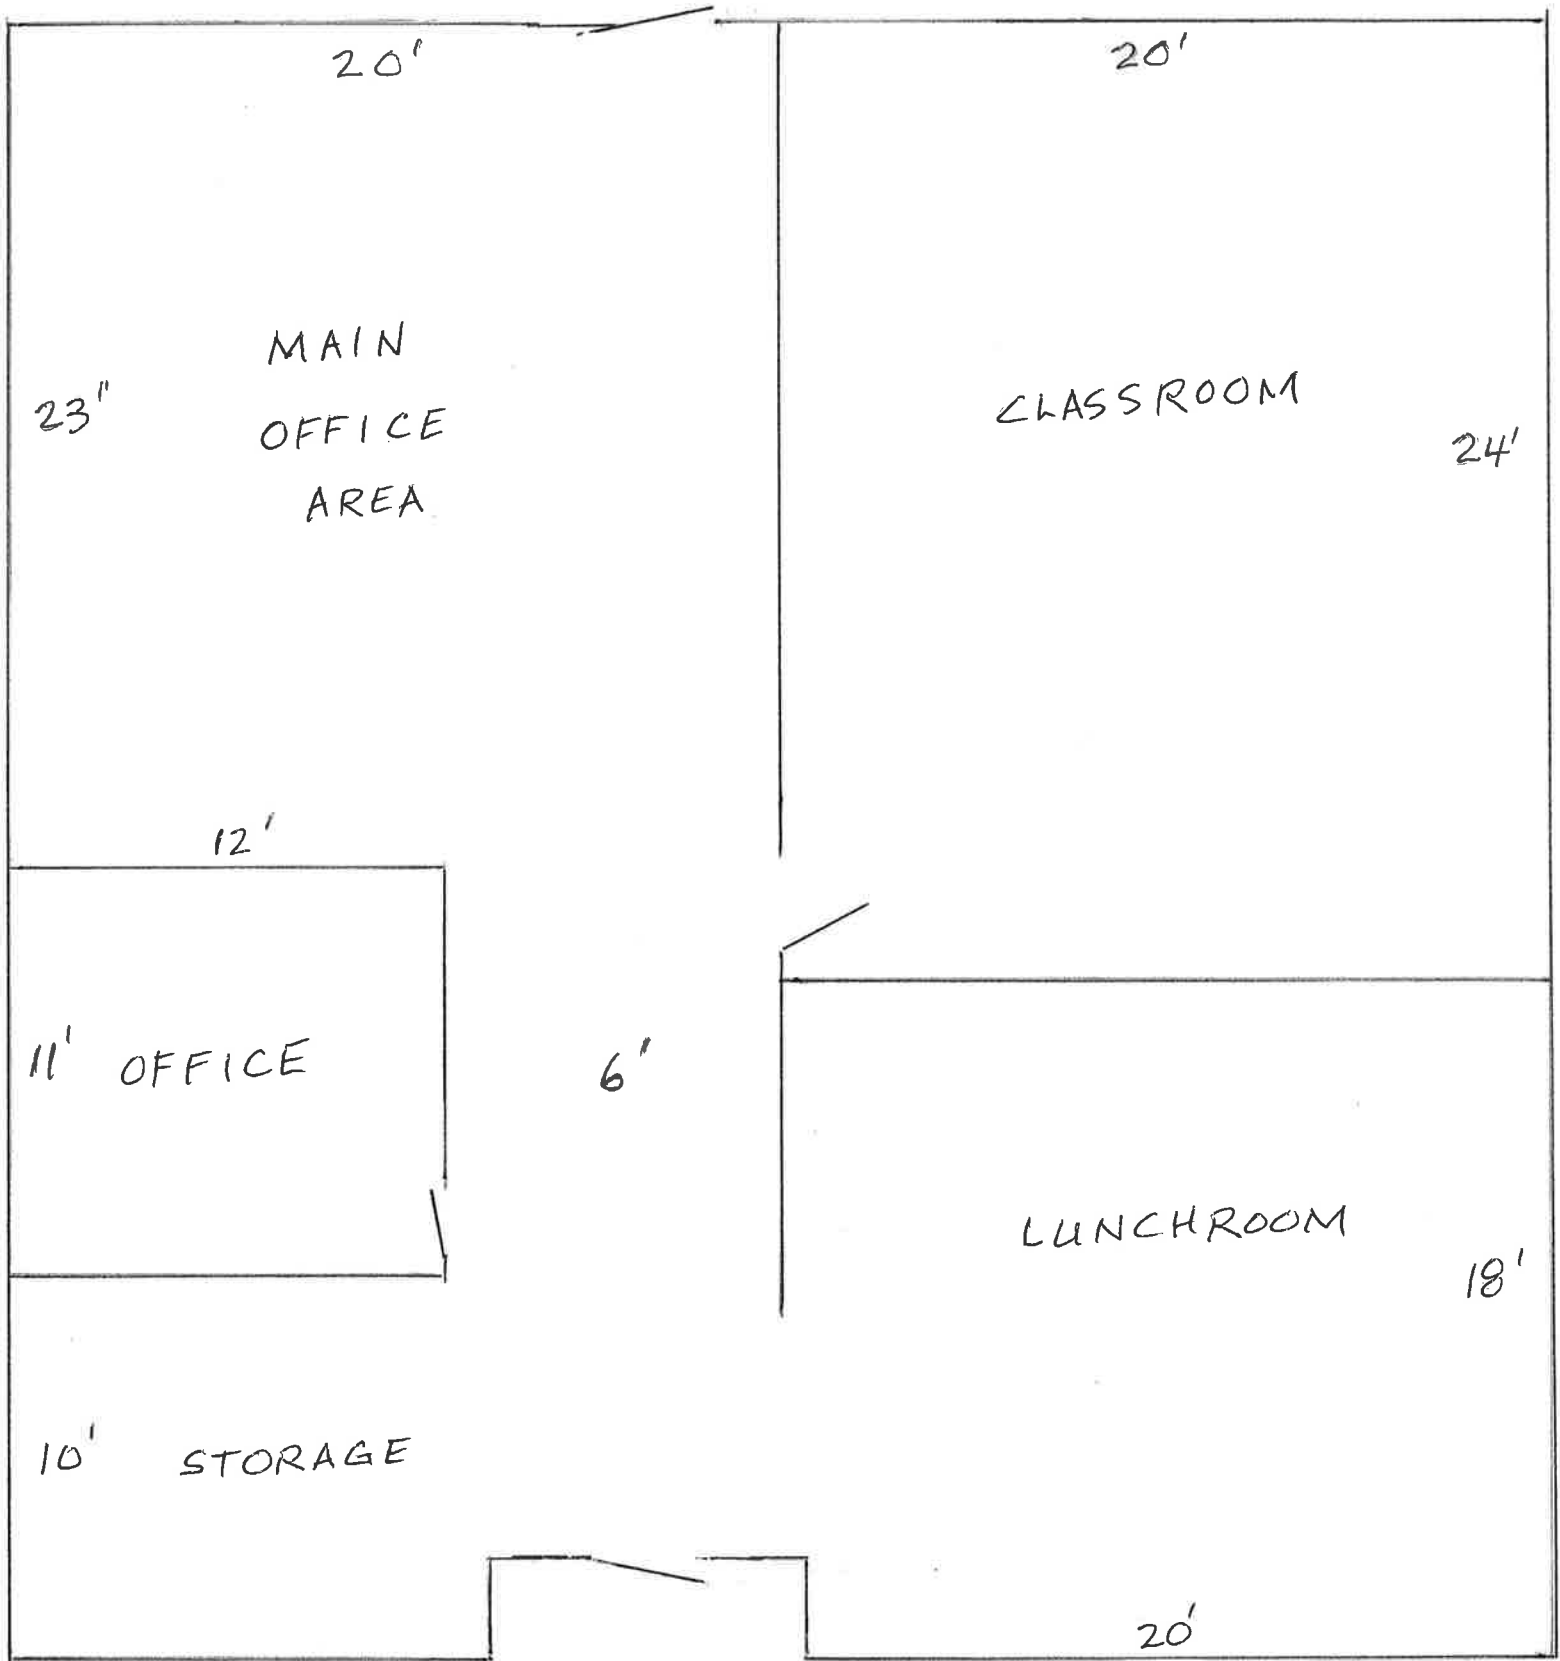 20'
20'
MAIN
OFFICE
AREA
23"
CLASSROOM
24'
12'
11'
OFFICE
6'
LUNCHROOM
18'
10'
STORAGE
20'